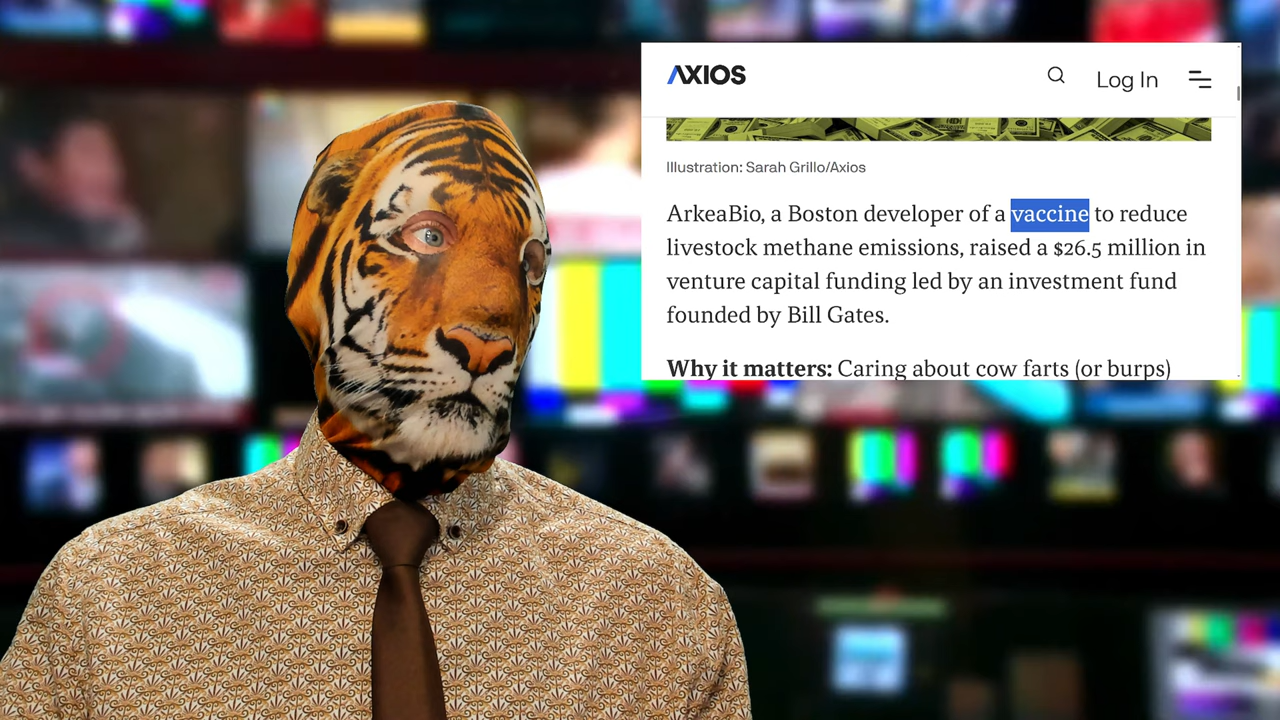 AXIOS
Log In
Illustration: Sarah Grillo/Axios
ArkeaBio, a Boston developer of a vaccine to reduce
livestock methane emissions, raised a $26.5 million in
venture capital funding led by an investment fund
founded by Bill Gates.
Why it matters: Caring about cow farts (or burps)